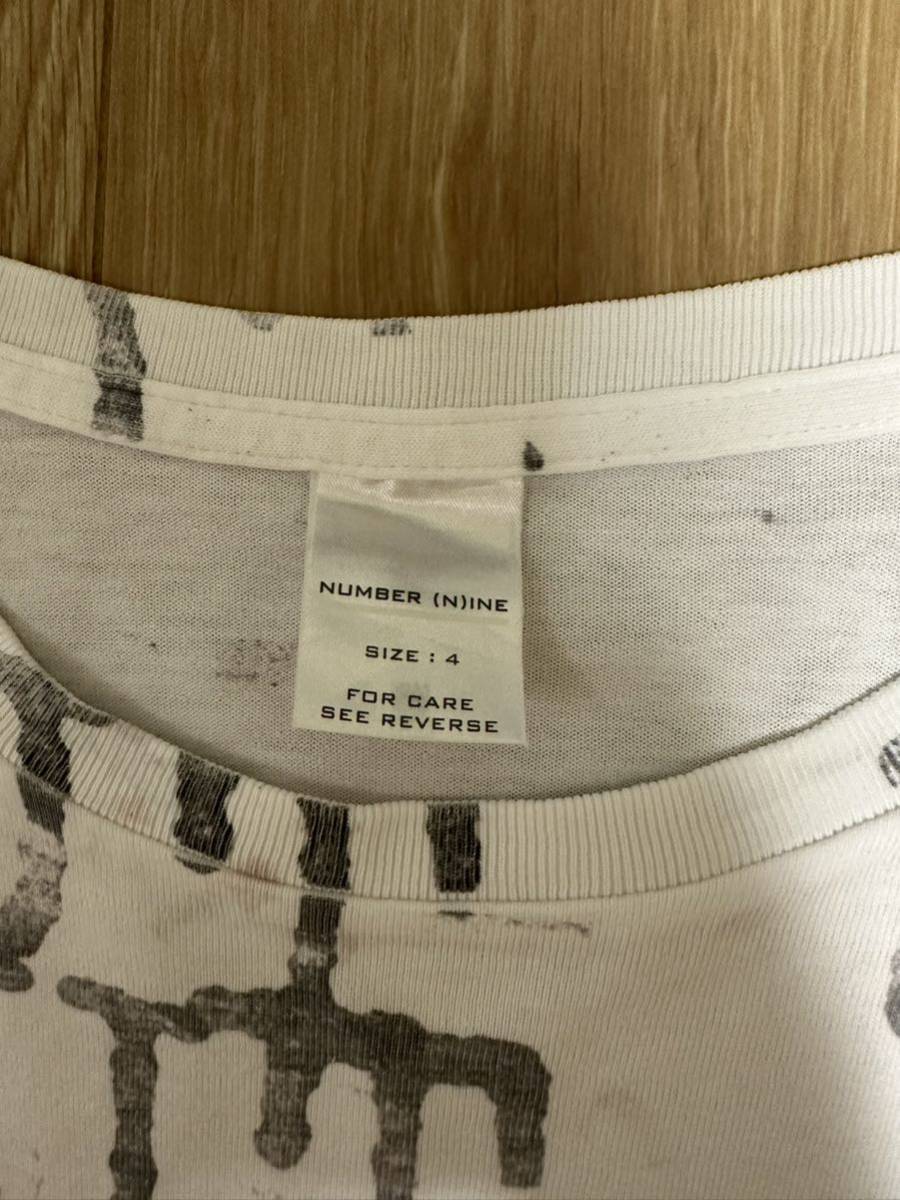 NUMBER (N)INE
SIZE : 4
FOR CARE
SEE REVERSE